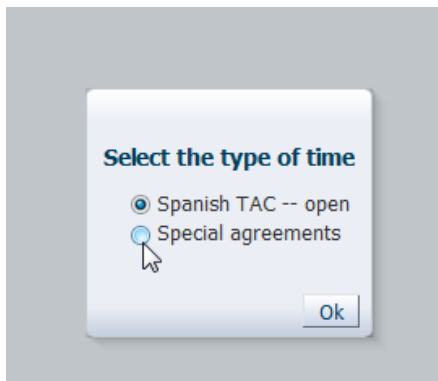 Select the type of time
Spanish TAC -- open
Special agreements
Ok